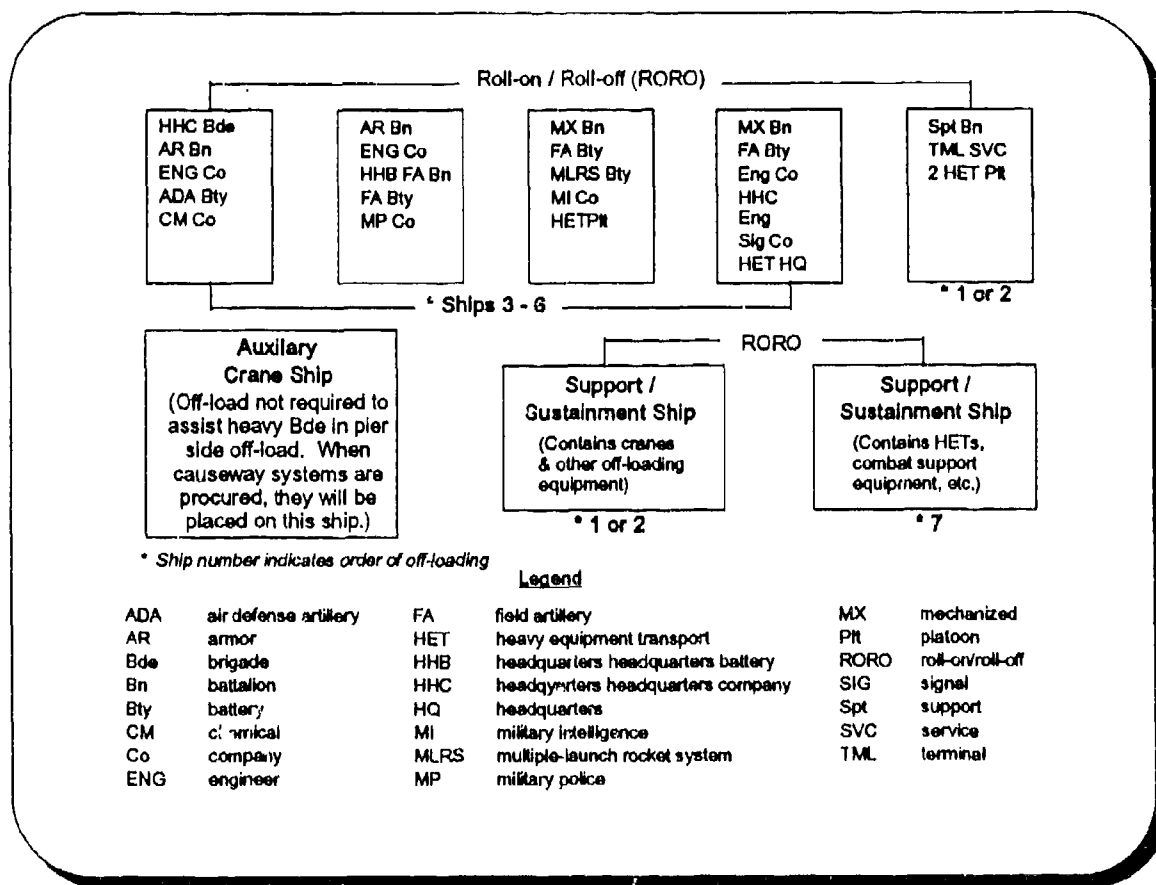 Roll-on / Roll-off (RORO)
HHC Bde
AR Bn
ENG Co
ADA Bty
CM Co
AR Bn
ENG Co
HHB FA Bn
FA Bty
MP Co
MX Bn
FA Bty
MLRS Bty
MI Co
HETPlt
MX Bn
FA Bty
Eng Co
HHC
Eng
Sig Co
HET HQ
Spt Bn
TML SVC
2 HET Plt
* Ships 3 - 6
* 1 or 2
Auxilary
Crane Ship
(Off-load not required to
assist heavy Bde in pier
side off-load. When
causeway systems are
procured, they will be
placed on this ship.)
RORO
Support /
Sustainment Ship
(Contains cranes
& other off-loading
equipment)
* 1 or 2
Support /
Sustainment Ship
(Contains HETs,
combat support
equipment, etc.)
* 7
* Ship number indicates order of off-loading
Legend
ADA air defense artillery
AR armor
Bde brigade
Bn battalion
Bty battery
CM chemical
Co company
ENG engineer
FA field artillery
HET heavy equipment transport
HHB headquarters headquarters battery
HHC headquarters headquarters company
HQ headquarters
MI military intelligence
MLRS multiple-launch rocket system
MP military police
MX mechanized
Plt platoon
RORO roll-on/roll-off
SIG signal
Spt support
SVC service
TML terminal